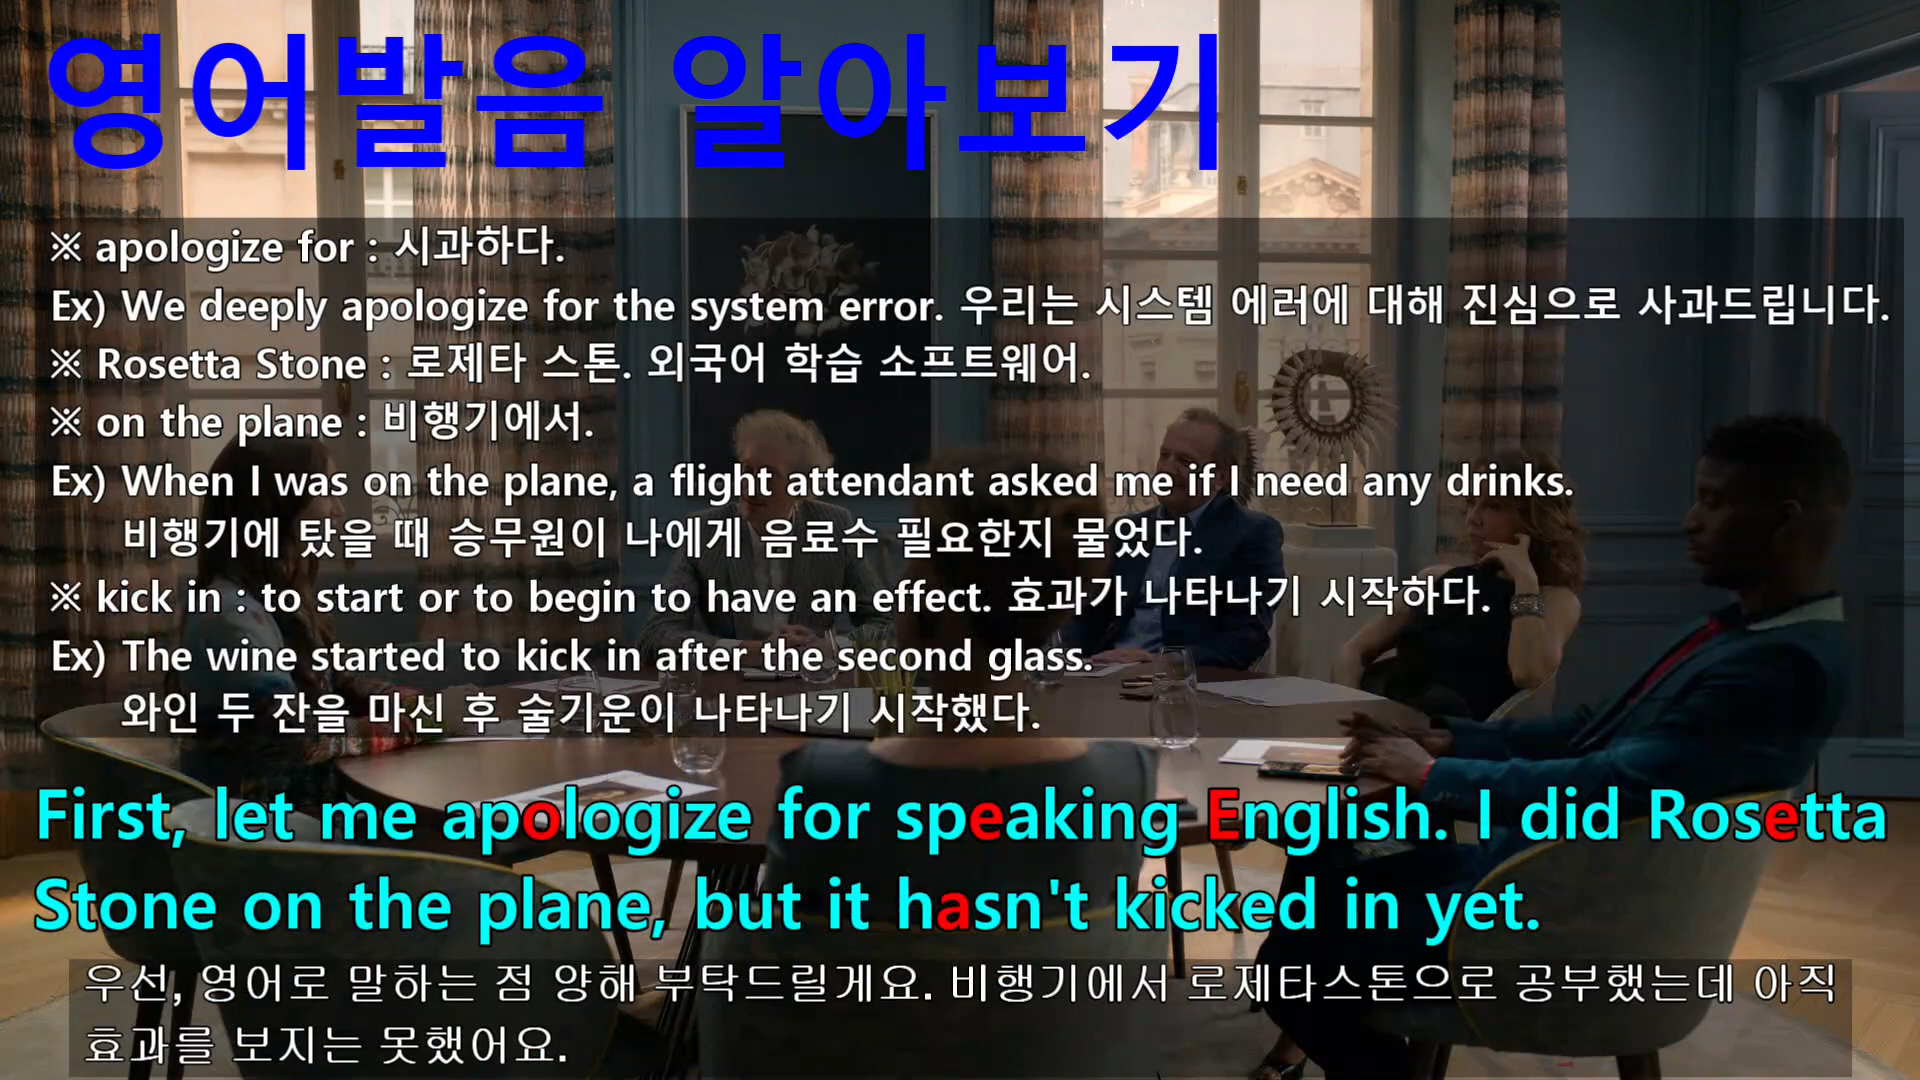 영어발음 알아보기
※ apologize for : 시과하다.
Ex) We deeply apologize for the system error. 우리는 시스템 에러에 대해 진심으로 사과드립니다.
※ Rosetta Stone : 로제타 스톤. 외국어 학습 소프트웨어.
※ on the plane : 비행기에서.
Ex) When I was on the plane, a flight attendant asked me if I need any drinks.
비행기에 탔을 때 승무원이 나에게 음료수 필요한지 물었다.
※ kick in : to start or to begin to have an effect. 효과가 나타나기 시작하다.
Ex) The wine started to kick in after the second glass.
와인 두 잔을 마신 후 술기운이 나타나기 시작했다.
First, let me apologize for speaking English. I did Rosetta
Stone on the plane, but it hasn't kicked in yet.
우선, 영어로 말하는 점 양해 부탁드릴게요. 비행기에서 로제타스톤으로 공부했는데 아직
효과를 보지는 못했어요.